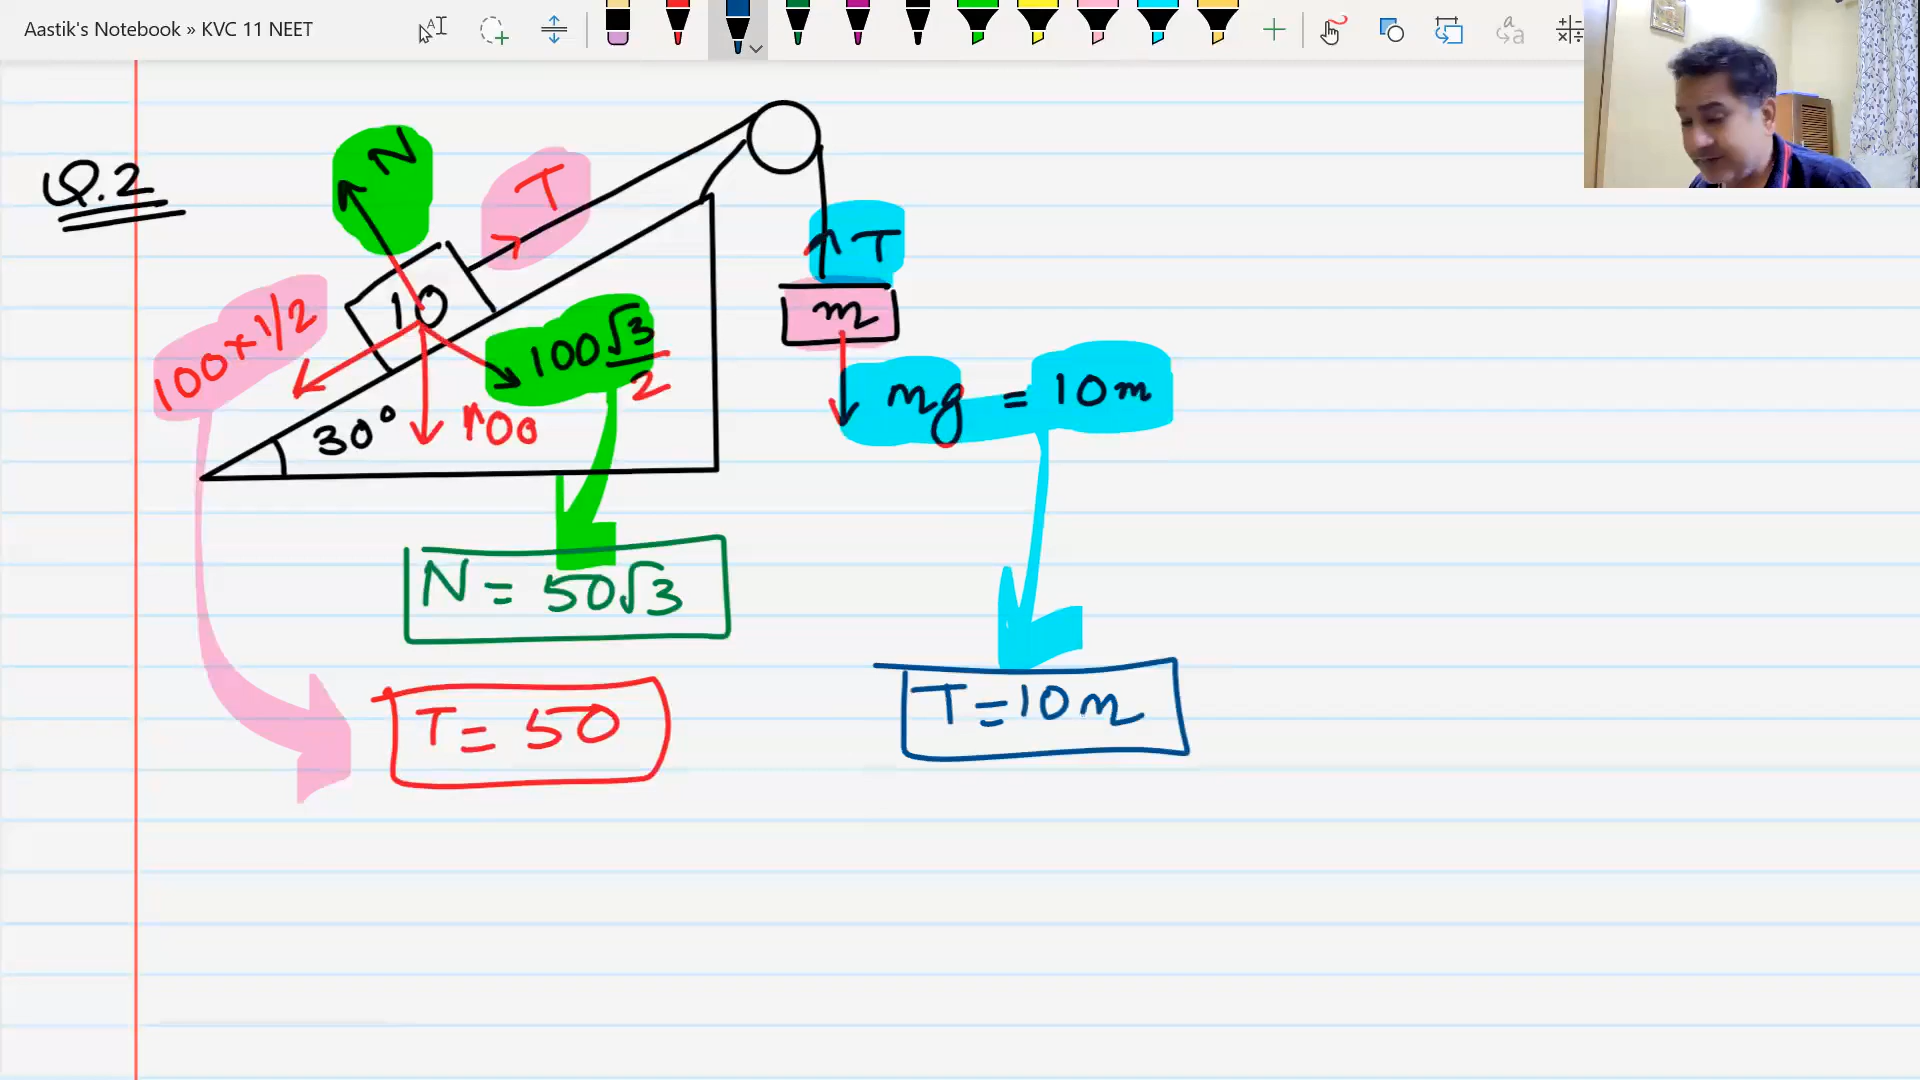 Aastik's Notebook » KVC 11 NEET
Q.2
N
T
T
10
m
100×1/2
100√3/2
mg = 10m
30°
100
N = 50√3
T = 50
T = 10m